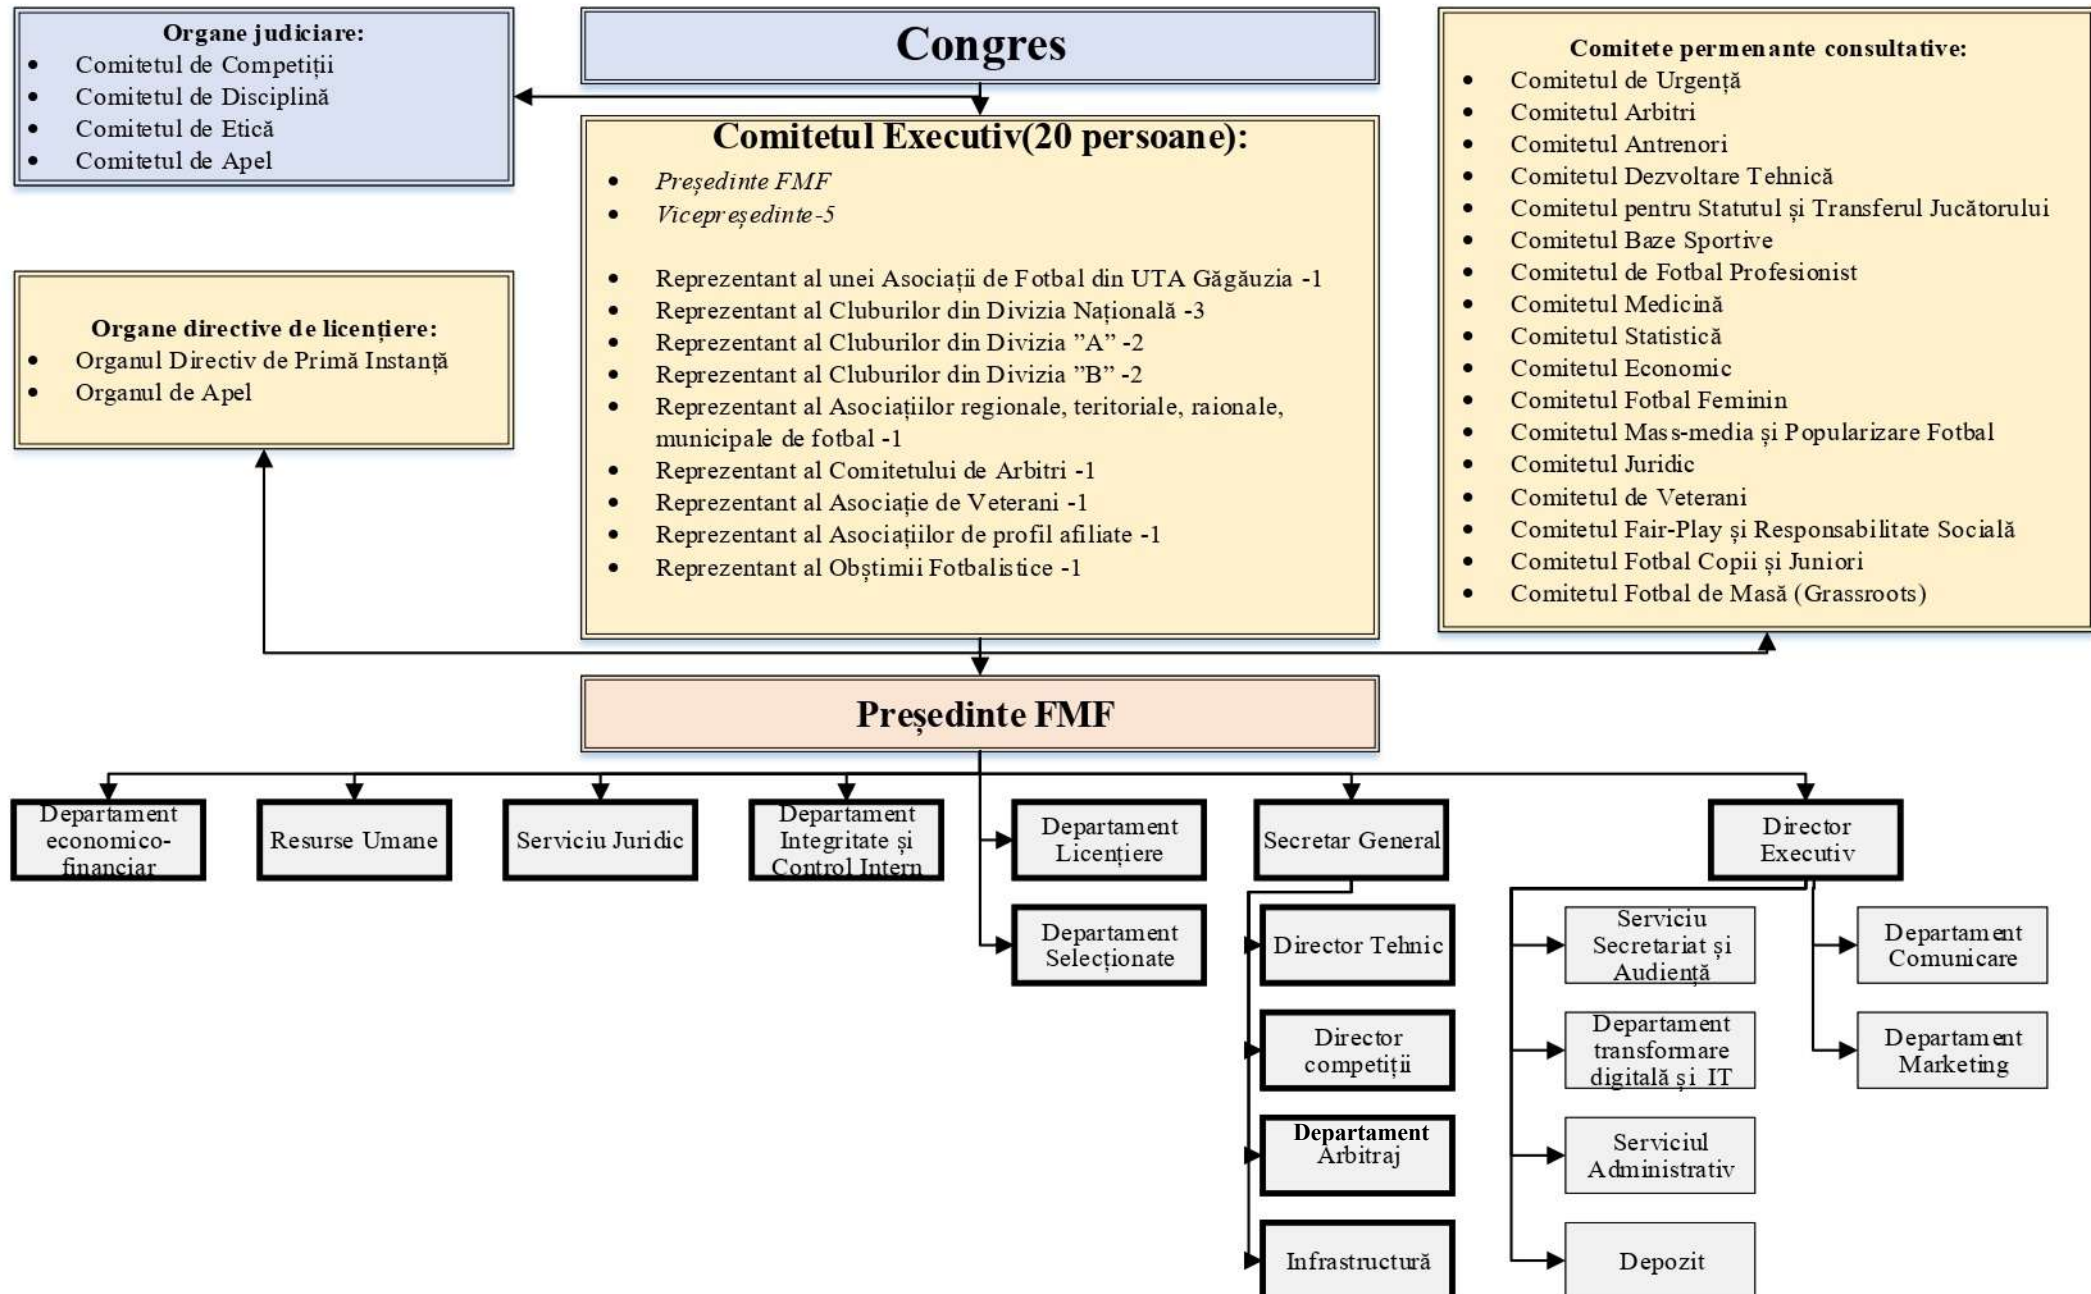 Organe judiciare:
• Comitetul de Competiții
• Comitetul de Disciplină
• Comitetul de Etică
• Comitetul de Apel
Congres
Comitete permenante consultative:
• Comitetul de Urgență
• Comitetul Arbitri
• Comitetul Antrenori
• Comitetul Dezvoltare Tehnică
• Comitetul pentru Statutul și Transferul Jucătorului
• Comitetul Baze Sportive
• Comitetul de Fotbal Profesionist
• Comitetul Medicină
• Comitetul Statistică
• Comitetul Economic
• Comitetul Fotbal Feminin
• Comitetul Mass-media și Popularizare Fotbal
• Comitetul Juridic
• Comitetul de Veterani
• Comitetul Fair-Play și Responsabilitate Socială
• Comitetul Fotbal Copii și Juniori
• Comitetul Fotbal de Masă (Grassroots)
Comitetul Executiv(20 persoane):
• Președinte FMF
• Vicepreședinte-5
• Reprezentant al unei Asociații de Fotbal din UTA Găgăuzia -1
• Reprezentant al Cluburilor din Divizia Națională -3
• Reprezentant al Cluburilor din Divizia ”A” -2
• Reprezentant al Cluburilor din Divizia ”B” -2
• Reprezentant al Asociațiilor regionale, teritoriale, raionale,
municipale de fotbal -1
• Reprezentant al Comitetului de Arbitri -1
• Reprezentant al Asociație de Veterani -1
• Reprezentant al Asociațiilor de profil afiliate -1
• Reprezentant al Obștimii Fotbalistice -1
Organe directive de licențiere:
• Organul Directiv de Primă Instanță
• Organul de Apel
Președinte FMF
Departament
economico-
financiar
Resurse Umane
Serviciu Juridic
Departament
Integritate și
Control Intern
Departament
Licențiere
Secretar General
Director
Executiv
Departament
Selecționate
Director Tehnic
Serviciu
Secretariat și
Audiență
Departament
Comunicare
Director
competiții
Departament
transformare
digitală și IT
Departament
Marketing
Departament
Arbitraj
Serviciul
Administrativ
Infrastructură
Depozit